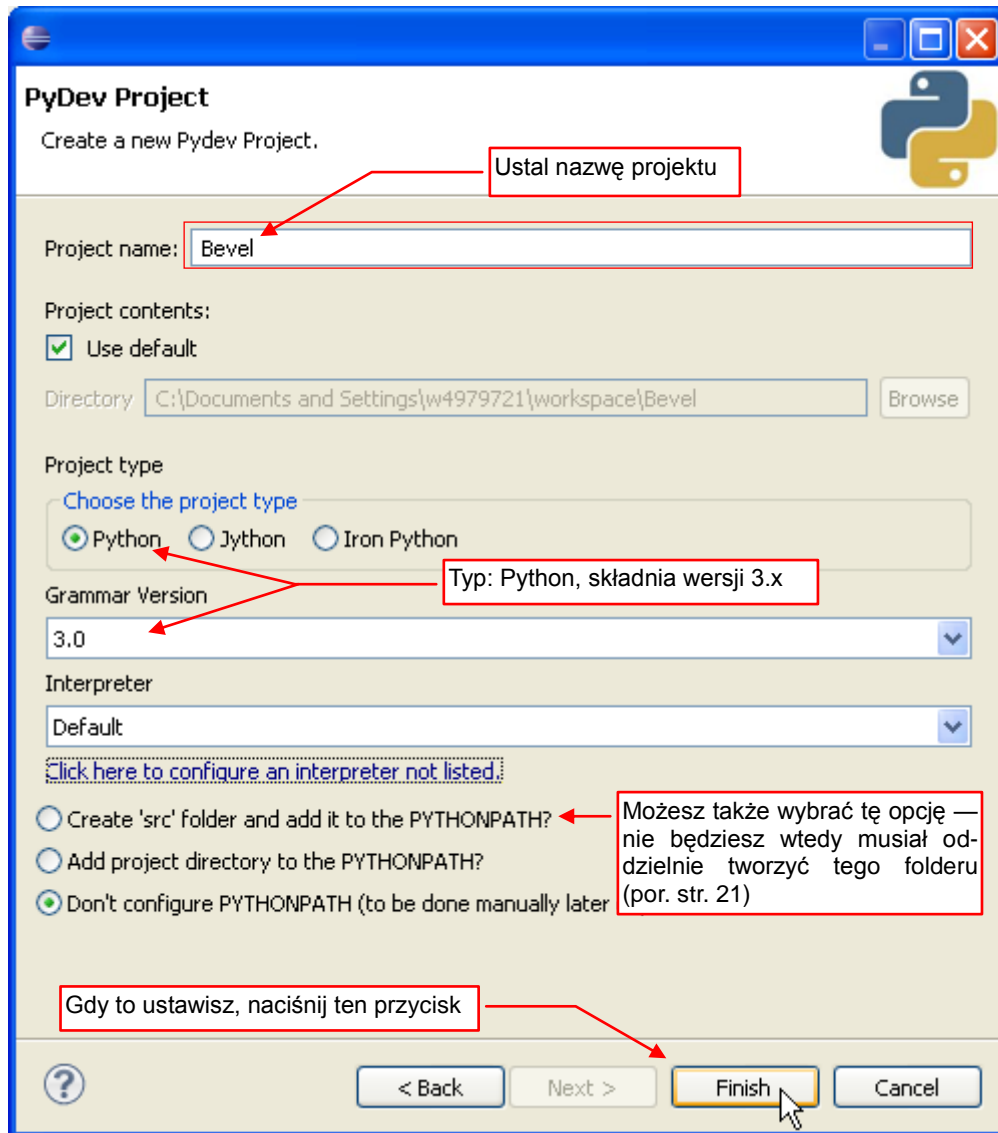 PyDev Project
Create a new Pydev Project.
Ustal nazwę projektu
Project name:
Bevel
Project contents:
Use default
Directory
C:\Documents and Settings\w4979721\workspace\Bevel
Browse
Project type
Choose the project type
Python
Jython
Iron Python
Typ: Python, składnia wersji 3.x
Grammar Version
3.0
Interpreter
Default
Click here to configure an interpreter not listed.
Create 'src' folder and add it to the PYTHONPATH?
Możesz także wybrać tę opcję —
nie będziesz wtedy musiał od-
dzielnie tworzyć tego folderu
(por. str. 21)
Add project directory to the PYTHONPATH?
Don't configure PYTHONPATH (to be done manually later
Gdy to ustawisz, naciśnij ten przycisk
?
< Back
Next >
Finish
Cancel